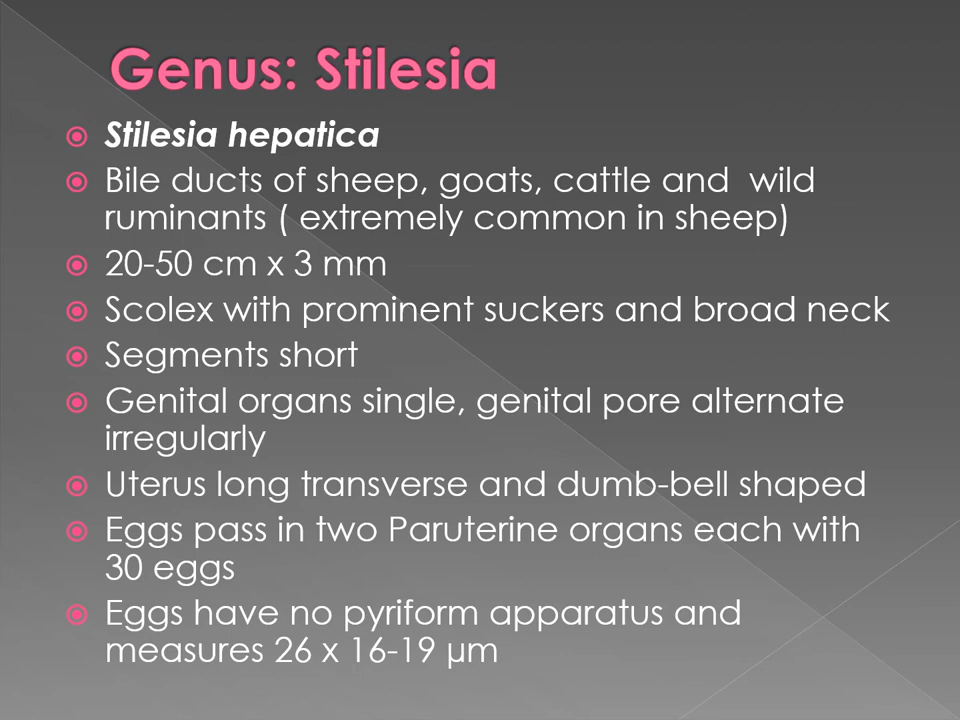 Genus: Stilesia
Stilesia hepatica
Bile ducts of sheep, goats, cattle and  wild
ruminants ( extremely common in sheep)
20-50 cm x 3 mm
Scolex with prominent suckers and broad neck
Segments short
Genital organs single, genital pore alternate
irregularly
Uterus long transverse and dumb-bell shaped
Eggs pass in two Paruterine organs each with
30 eggs
Eggs have no pyriform apparatus and
measures 26 x 16-19 µm